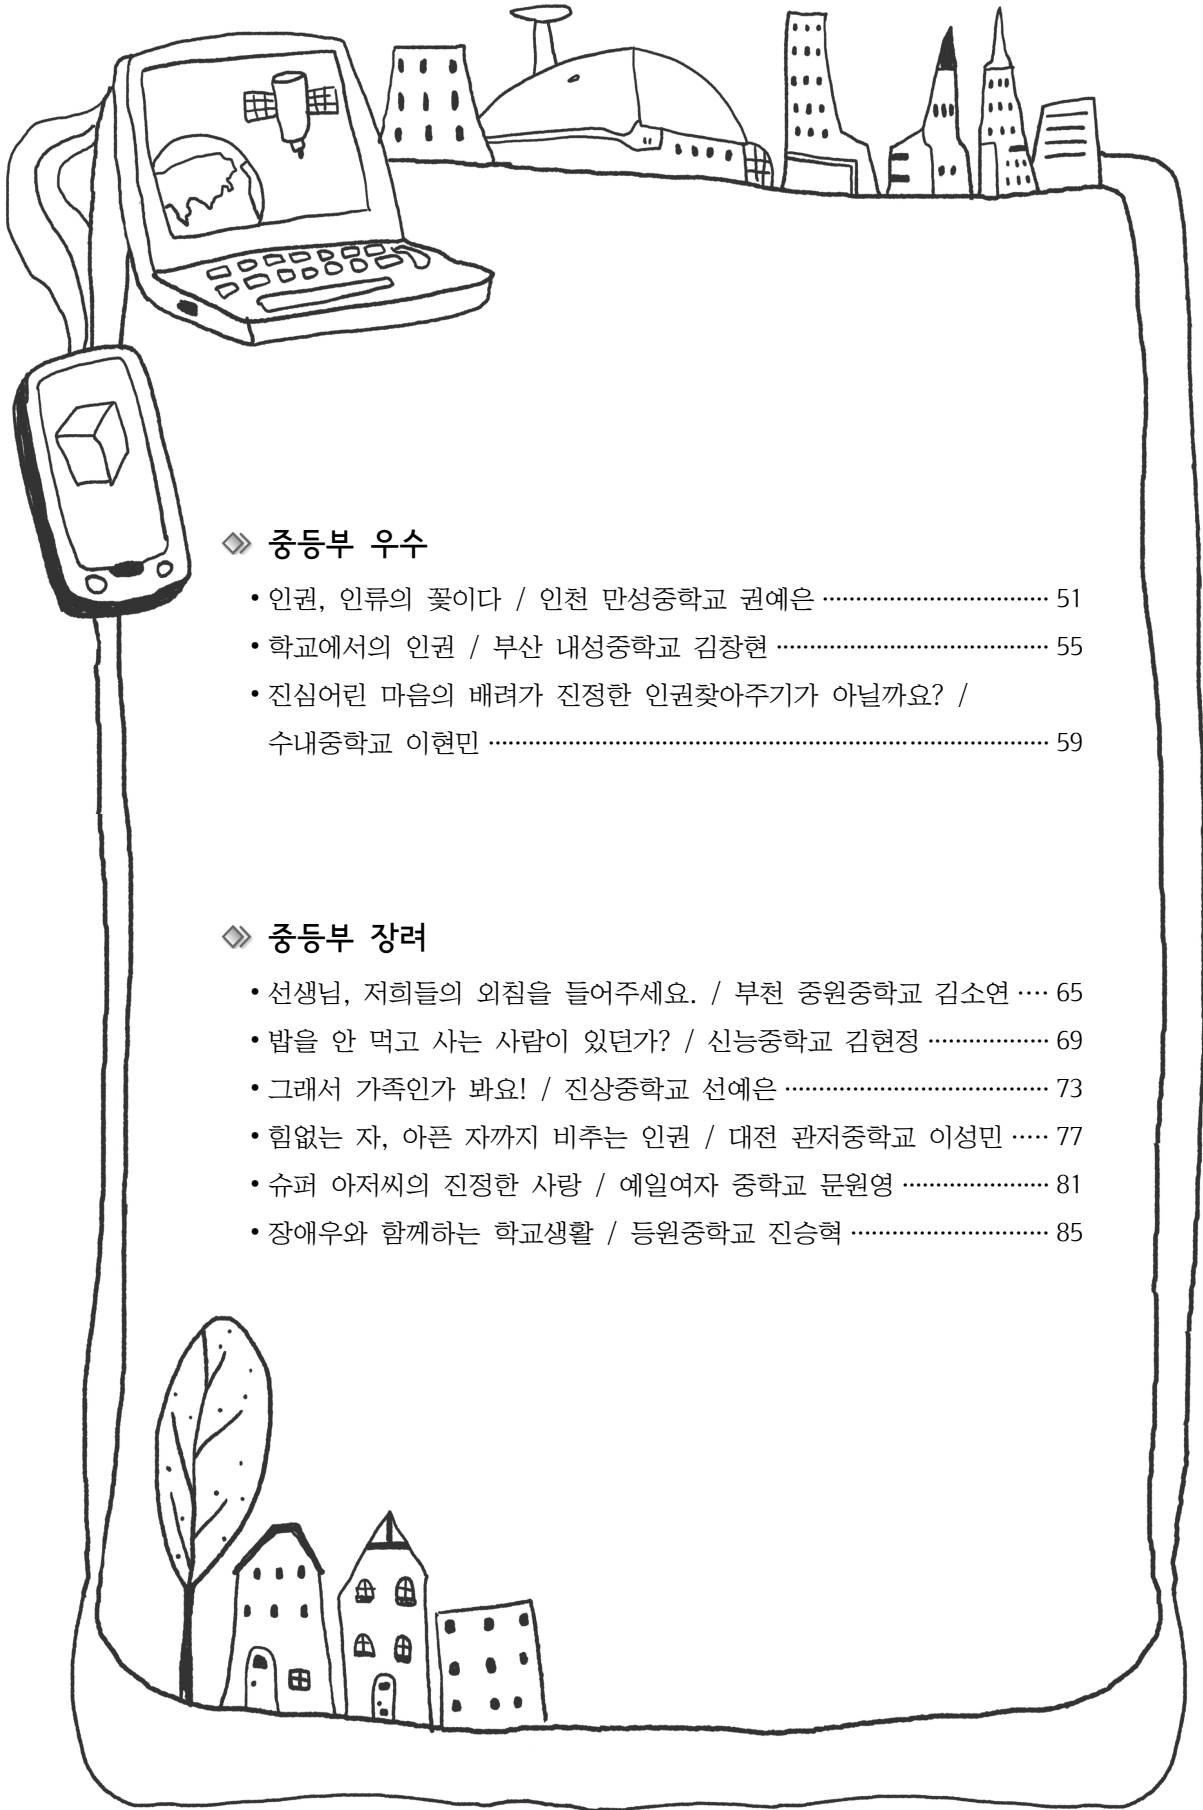 중등부 우수
• 인권, 인류의 꽃이다 / 인천 만성중학교 권예은 ································· 51
• 학교에서의 인권 / 부산 내성중학교 김창현 ········································ 55
• 진심어린 마음의 배려가 진정한 인권찾아주기가 아닐까요? /
수내중학교 이현민 ·················································································· 59
중등부 장려
• 선생님, 저희들의 외침을 들어주세요. / 부천 중원중학교 김소연 ···· 65
• 밥을 안 먹고 사는 사람이 있던가? / 신능중학교 김현정 ·················· 69
• 그래서 가족인가 봐요! / 진상중학교 선예은 ······································· 73
• 힘없는 자, 아픈 자까지 비추는 인권 / 대전 관저중학교 이성민 ····· 77
• 슈퍼 아저씨의 진정한 사랑 / 예일여자 중학교 문원영 ······················ 81
• 장애우와 함께하는 학교생활 / 등원중학교 진승혁 ····························· 85